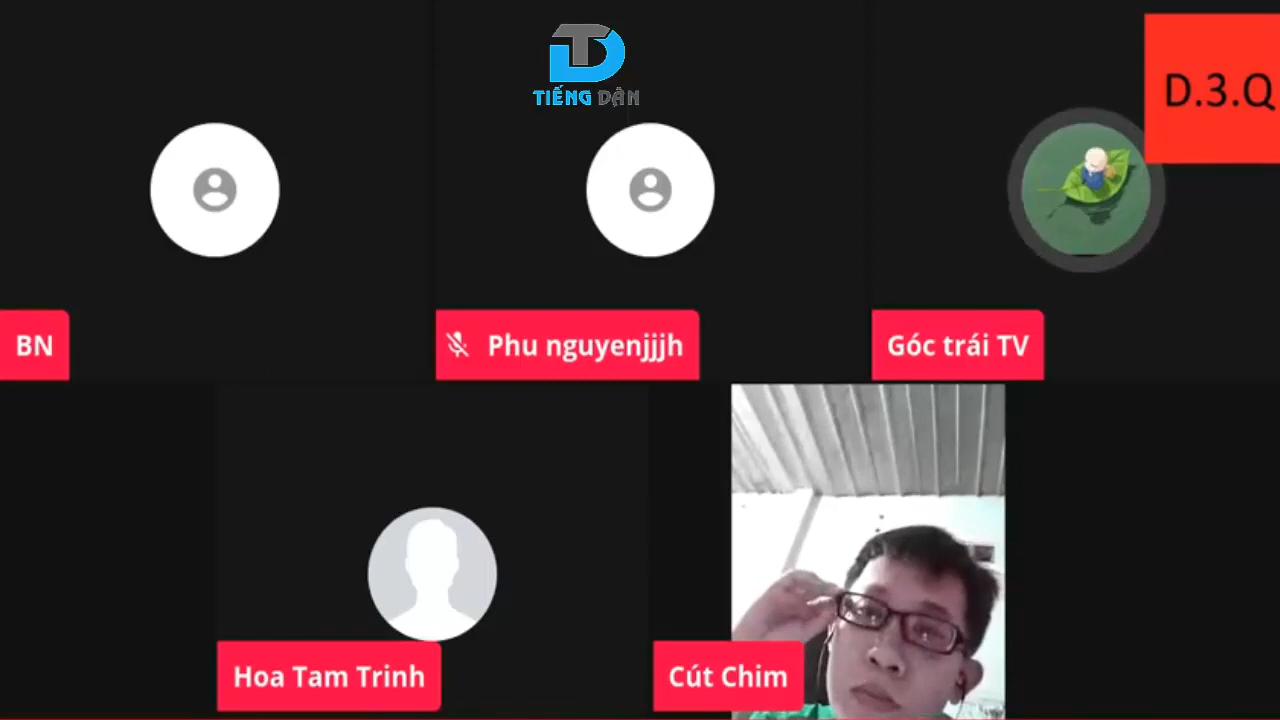 TIẾNG DÂN
D.3.Q
BN
Phu nguyenjjjh
Góc trái TV
Hoa Tam Trinh
Cút Chim